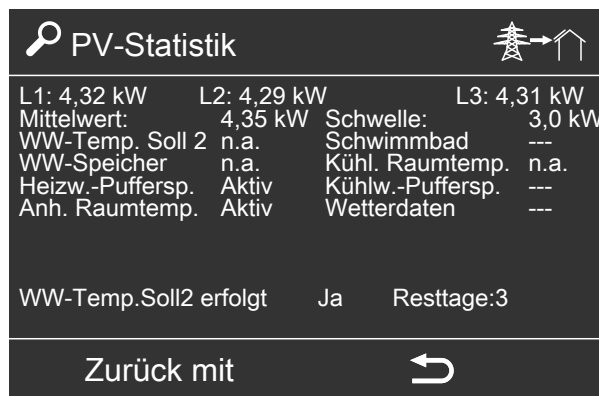 PV-Statistik
L1: 4,32 kW L2: 4,29 kW L3: 4,31 kW
Mittelwert: 4,35 kW Schwelle: 3,0 kW
WW-Temp. Soll 2 n.a. Schwimmbad ---
WW-Speicher n.a. Kühl. Raumtemp. n.a.
Heizw.-Puffersp. Aktiv Kühlw.-Puffersp. ---
Anh. Raumtemp. Aktiv Wetterdaten ---
WW-Temp.Soll2 erfolgt Ja Resttage:3
Zurück mit